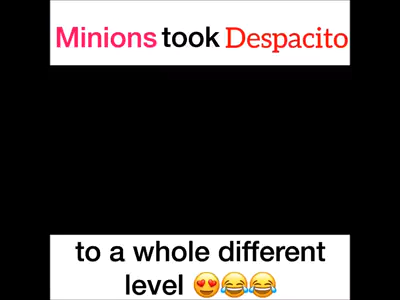 Minions took Despacito
to a whole different
level 😍😂😂